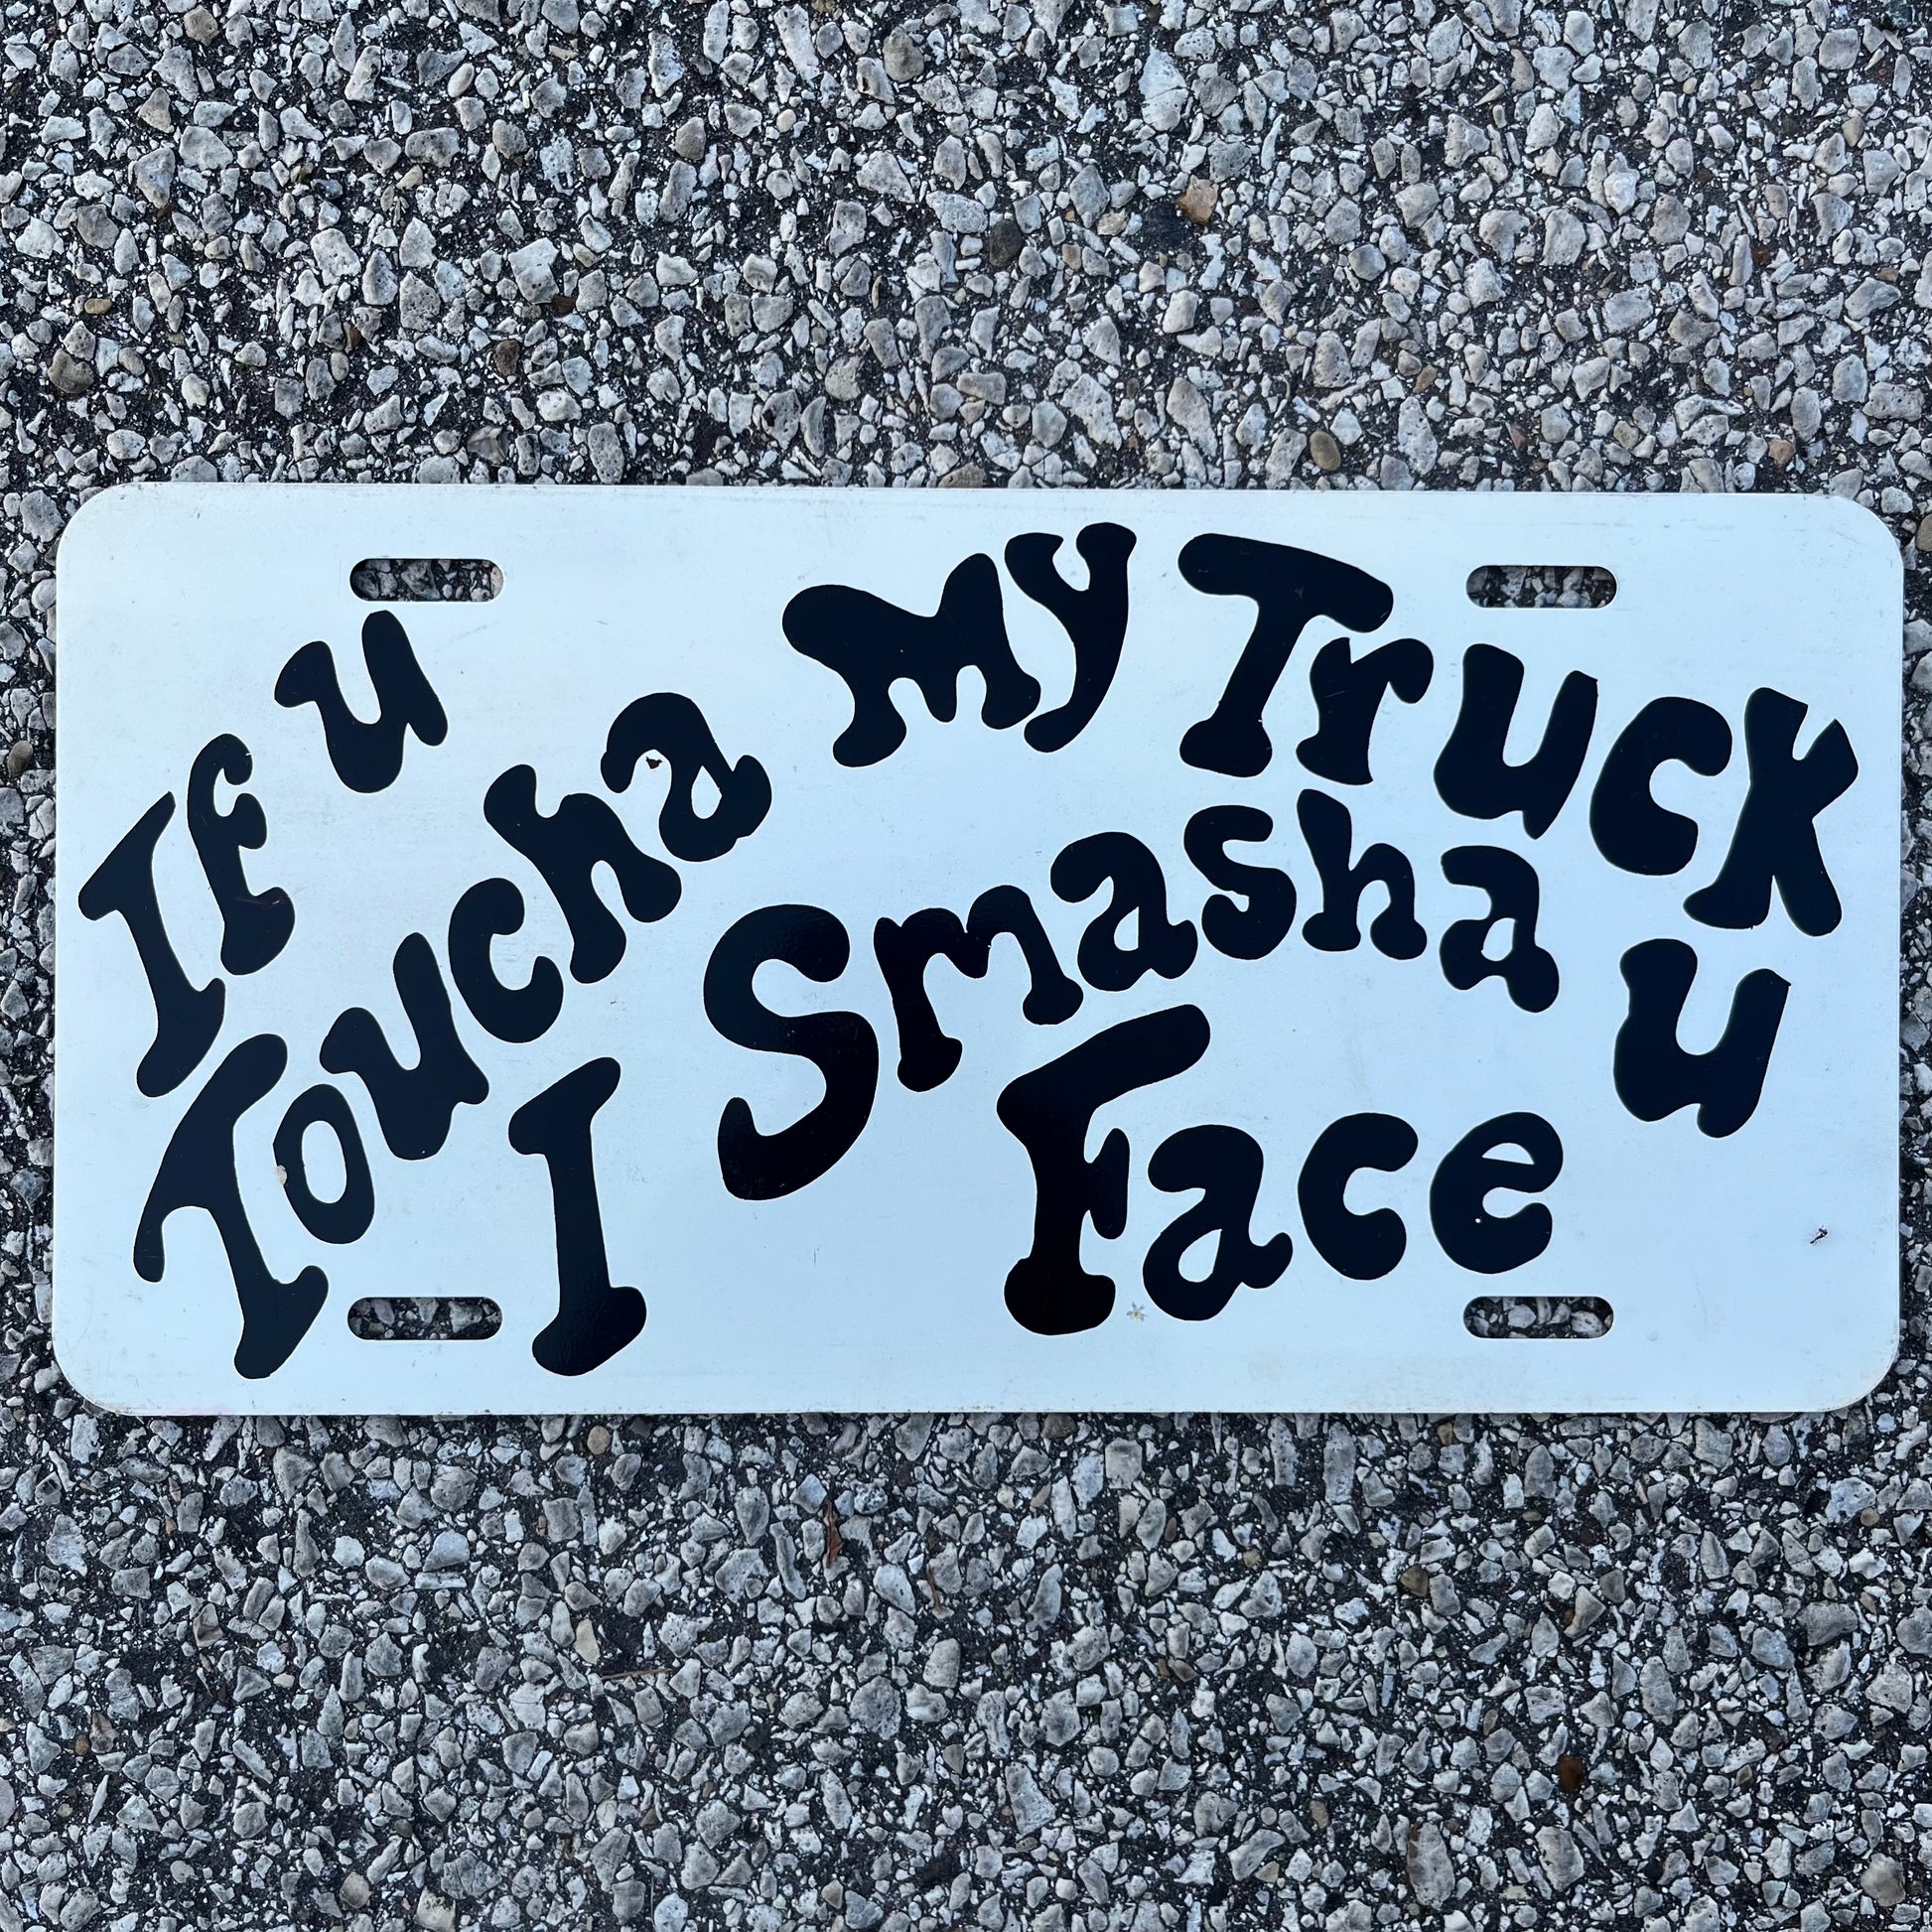 If u
Toucha My Truck
I Smasha u
Face